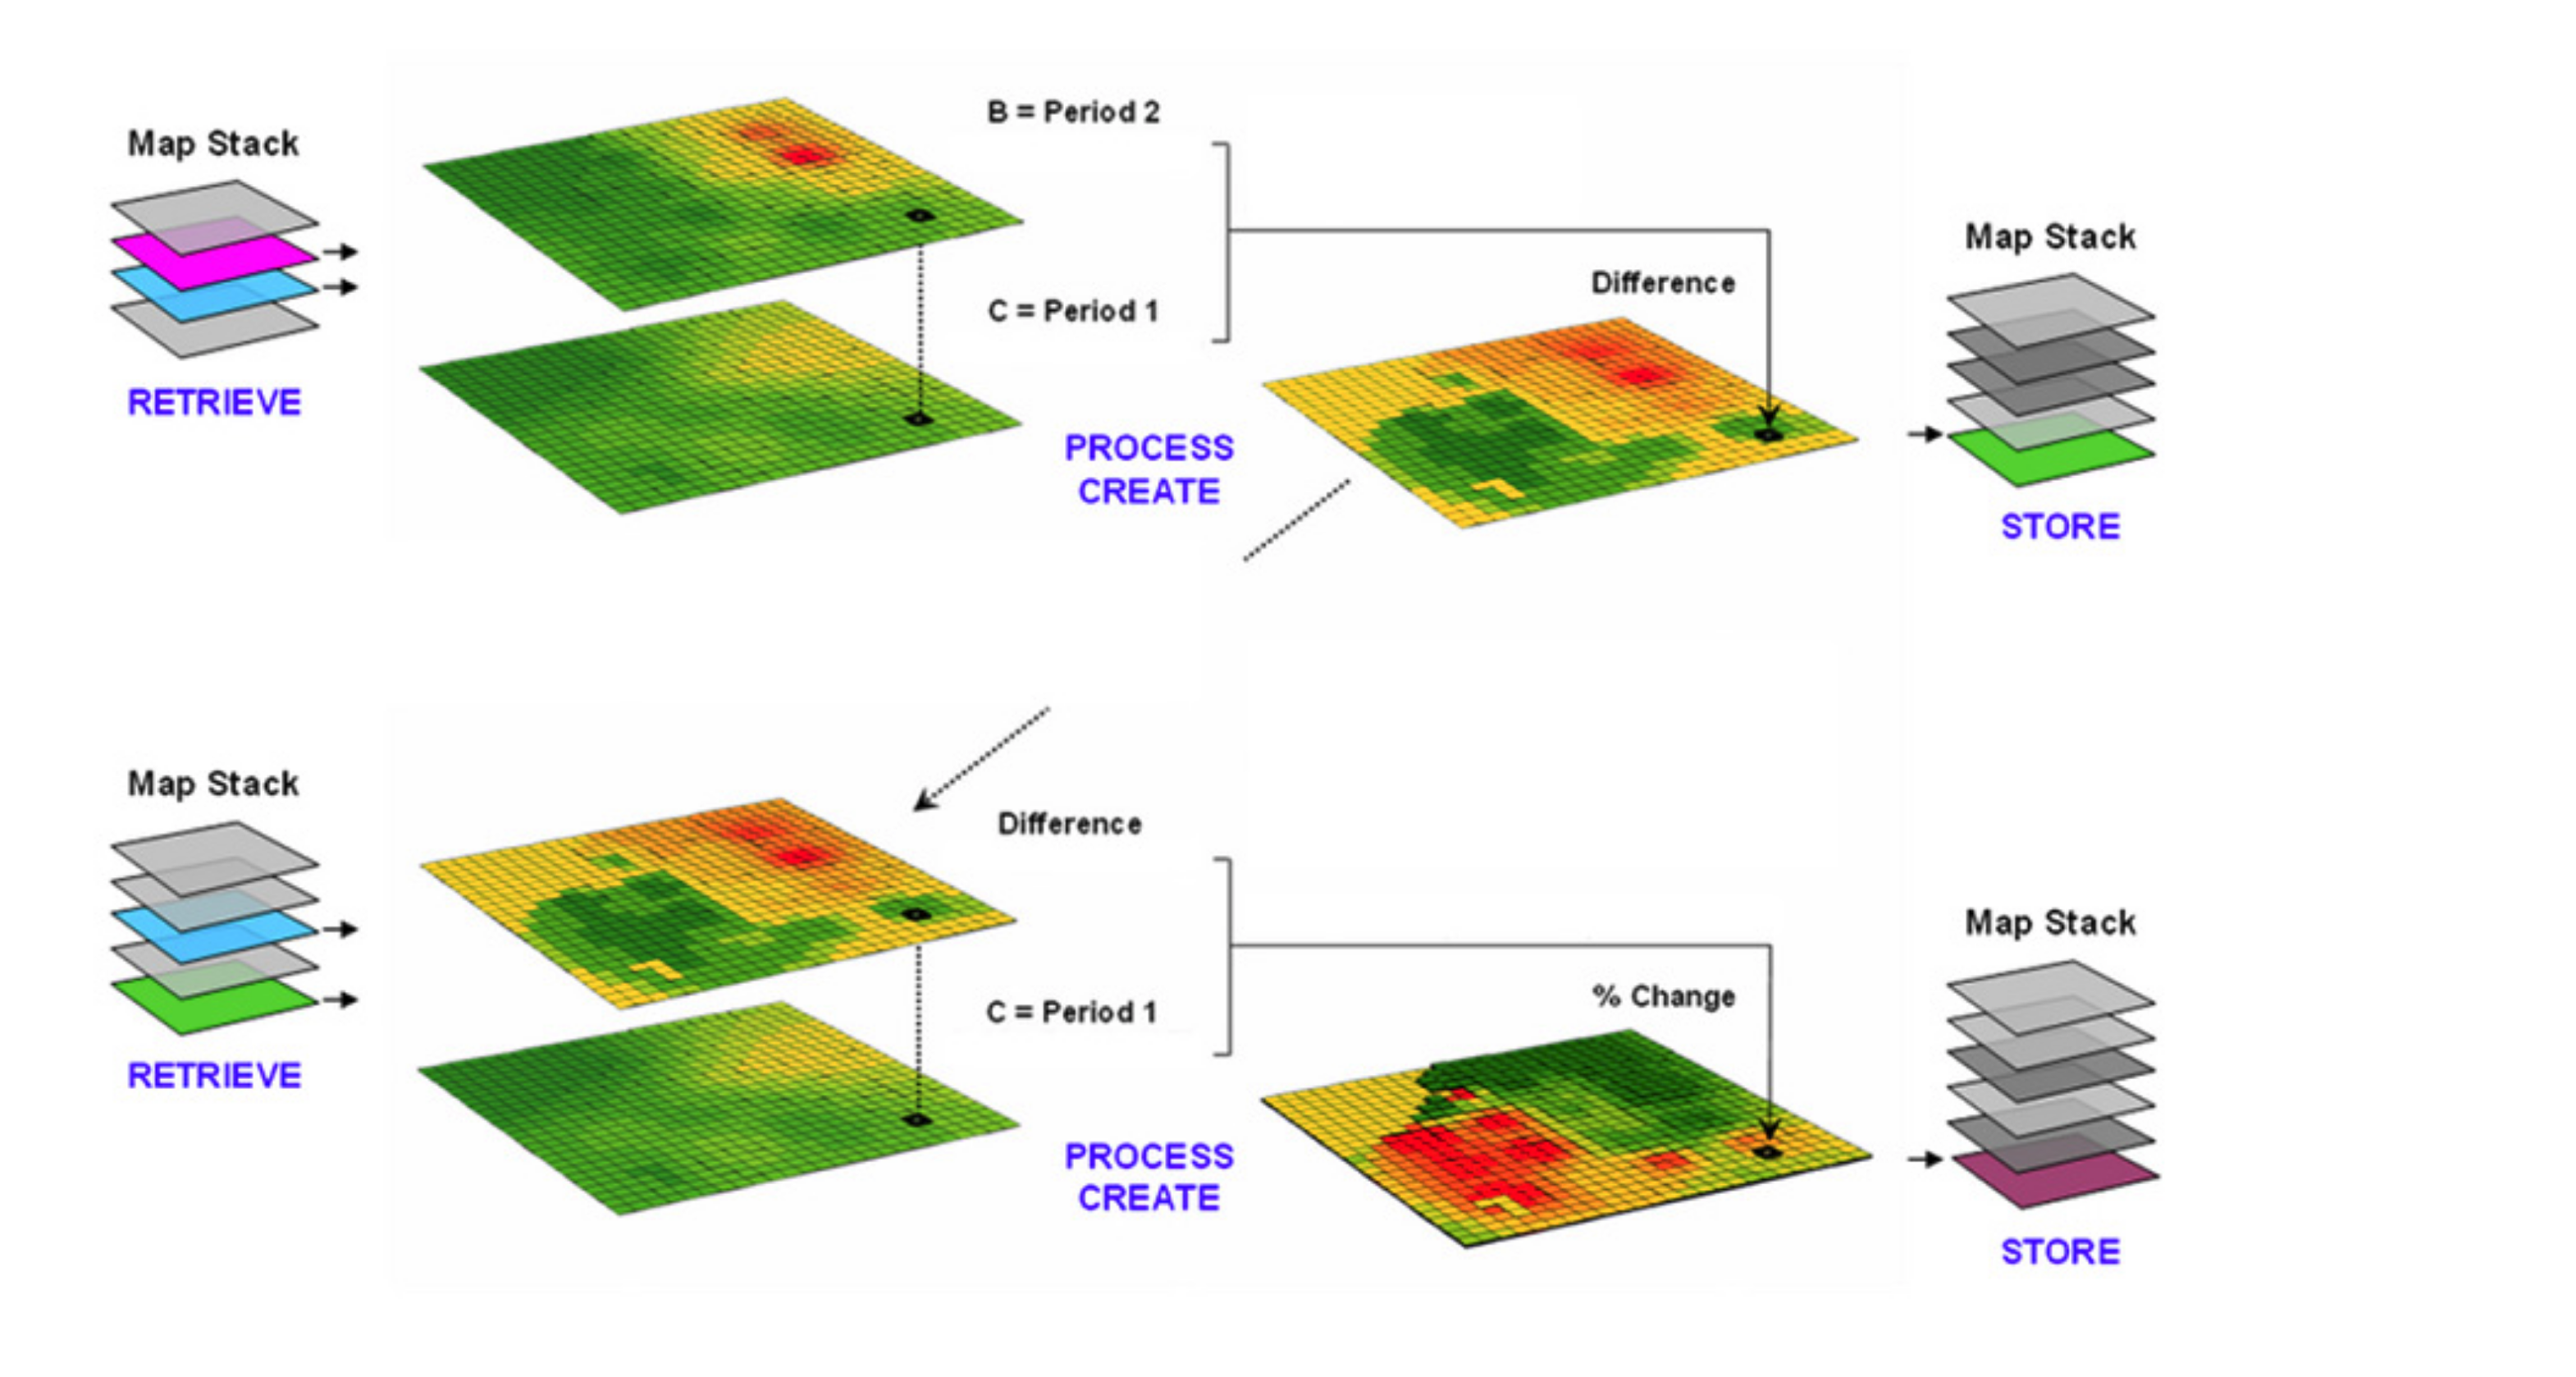 B = Period 2
Map Stack
Map Stack
Difference
C = Period 1
RETRIEVE
PROCESS
CREATE
STORE
Map Stack
Difference
Map Stack
% Change
C = Period 1
RETRIEVE
PROCESS
CREATE
STORE